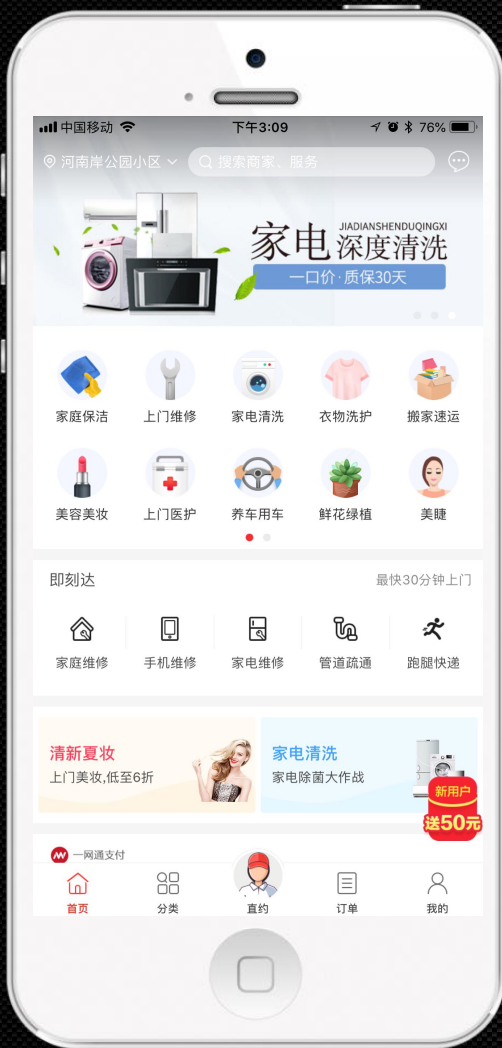 中国移动 下午3:09 76%
河南岸公园小区 搜索商家、服务
家电深度清洗
JIADIANSHENDUQINGXI
一口价·质保30天
家庭保洁 上门维修 家电清洗 衣物洗护 搬家速运
美容美妆 上门医护 养车用车 鲜花绿植 美睫
即刻达 最快30分钟上门
家庭维修 手机维修 家电维修 管道疏通 跑腿快递
清新夏妆 家电清洗
上门美妆,低至6折 家电除菌大作战
新用户
送50元
一网通支付
首页 分类 直约 订单 我的